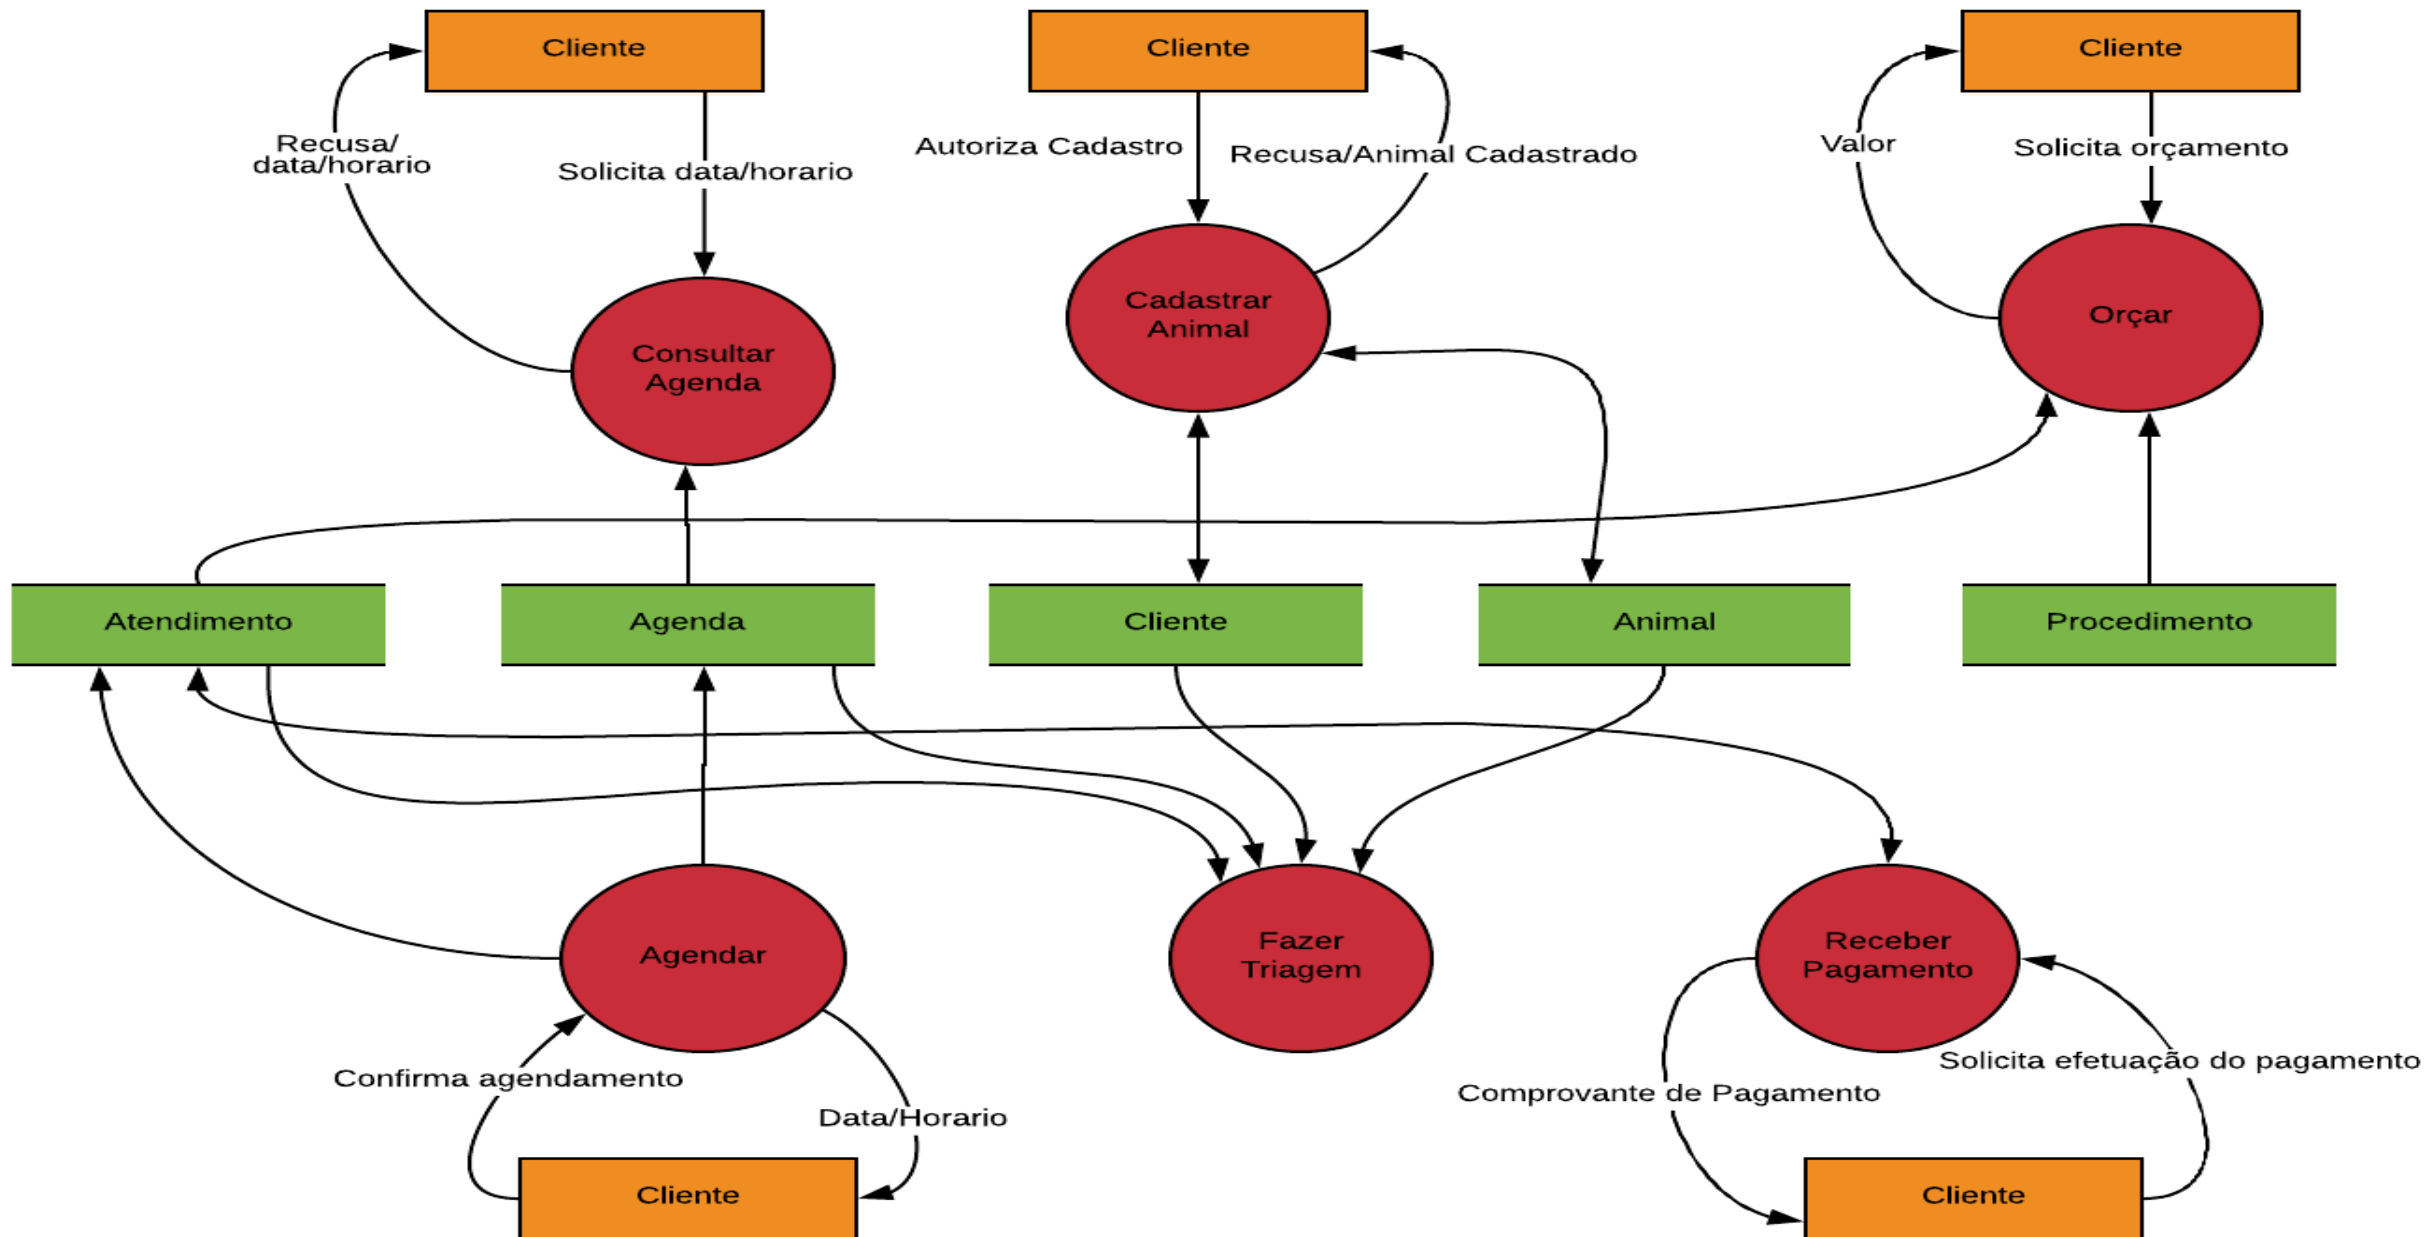 Cliente
Cliente
Cliente
Recusa/
data/horario
Solicita data/horario
Autoriza Cadastro
Recusa/Animal Cadastrado
Valor
Solicita orçamento
Consultar
Agenda
Cadastrar
Animal
Orçar
Atendimento
Agenda
Cliente
Animal
Procedimento
Agendar
Fazer
Triagem
Receber
Pagamento
Confirma agendamento
Data/Horario
Comprovante de Pagamento
Solicita efetuação do pagamento
Cliente
Cliente